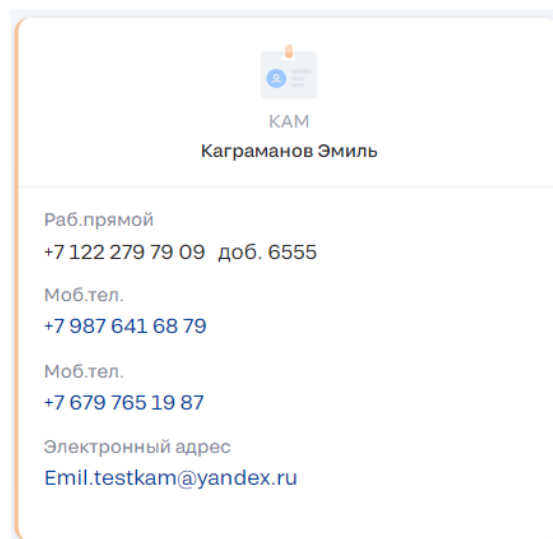 КАМ
Каграманов Эмиль
Раб.прямой
+7 122 279 79 09 доб. 6555
Моб.тел.
+7 987 641 68 79
Моб.тел.
+7 679 765 19 87
Электронный адрес
Emil.testkam@yandex.ru